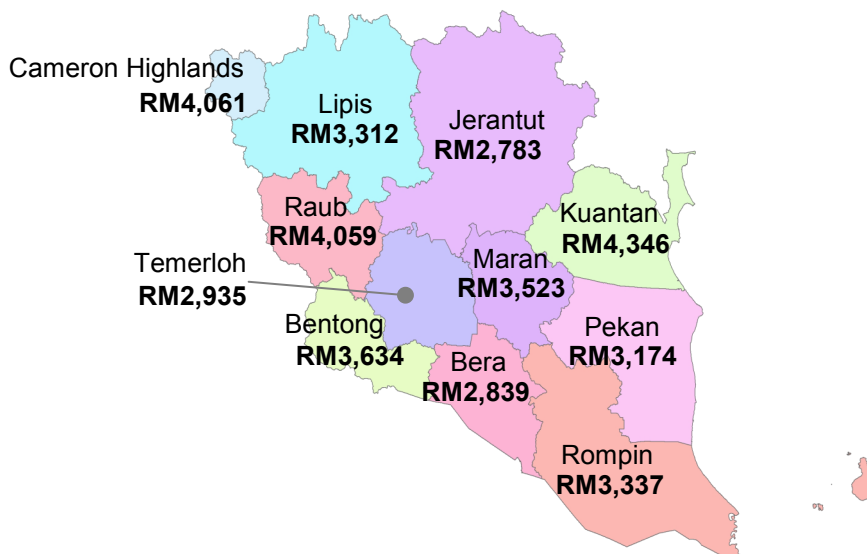 Cameron Highlands
RM4,061
Lipis
RM3,312
Jerantut
RM2,783
Raub
RM4,059
Kuantan
RM4,346
Temerloh
RM2,935
Maran
RM3,523
Bentong
RM3,634
Pekan
RM3,174
Bera
RM2,839
Rompin
RM3,337